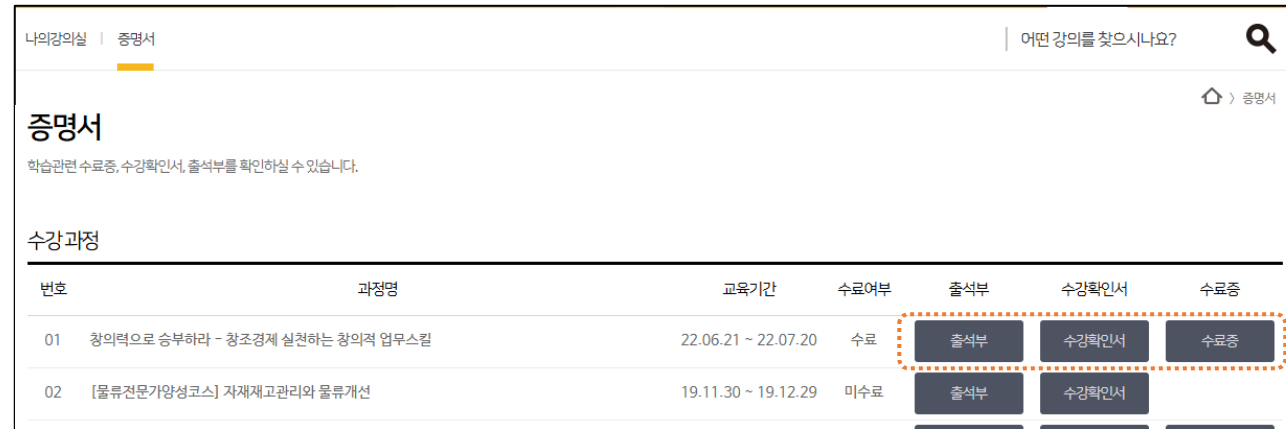 나의강의실 | 증명서 | 어떤 강의를 찾으시나요?
〉 증명서
증명서
학습관련 수료증, 수강확인서, 출석부를 확인하실 수 있습니다.
수강 과정
번호 과정명 교육기간 수료여부 출석부 수강확인서 수료증
01 창의력으로 승부하라 - 창조경제 실천하는 창의적 업무스킬 22.06.21 ~ 22.07.20 수료 출석부 수강확인서 수료증
02 [물류전문가양성코스] 자재재고관리와 물류개선 19.11.30 ~ 19.12.29 미수료 출석부 수강확인서